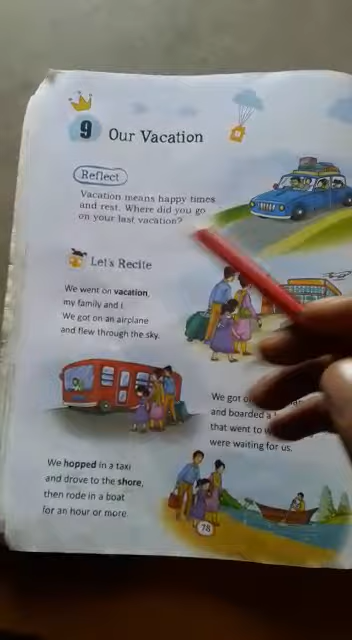 9 Our Vacation
Reflect
Vacation means happy times
and rest. Where did you go
on your last vacation?
Let's Recite
We went on vacation,
my family and I.
We got on an airplane
and flew through the sky.
We got
and boarded a
that went to
were waiting for us.
We hopped in a taxi
and drove to the shore,
then rode in a boat
for an hour or more.
78